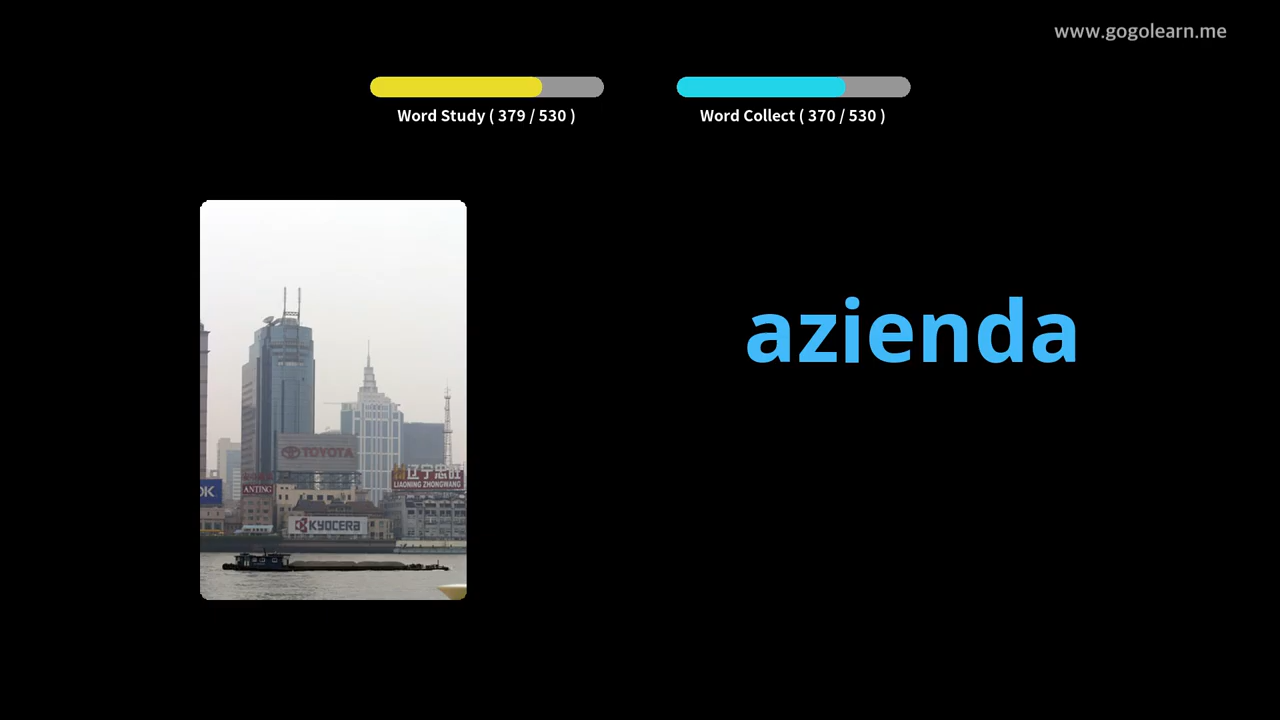 www.gogolearn.me
Word Study ( 379 / 530 )
Word Collect ( 370 / 530 )
azienda
TOYOTA
辽宁忠旺
LIAONING ZHONGWANG
ANTING
OK
KYOCERA